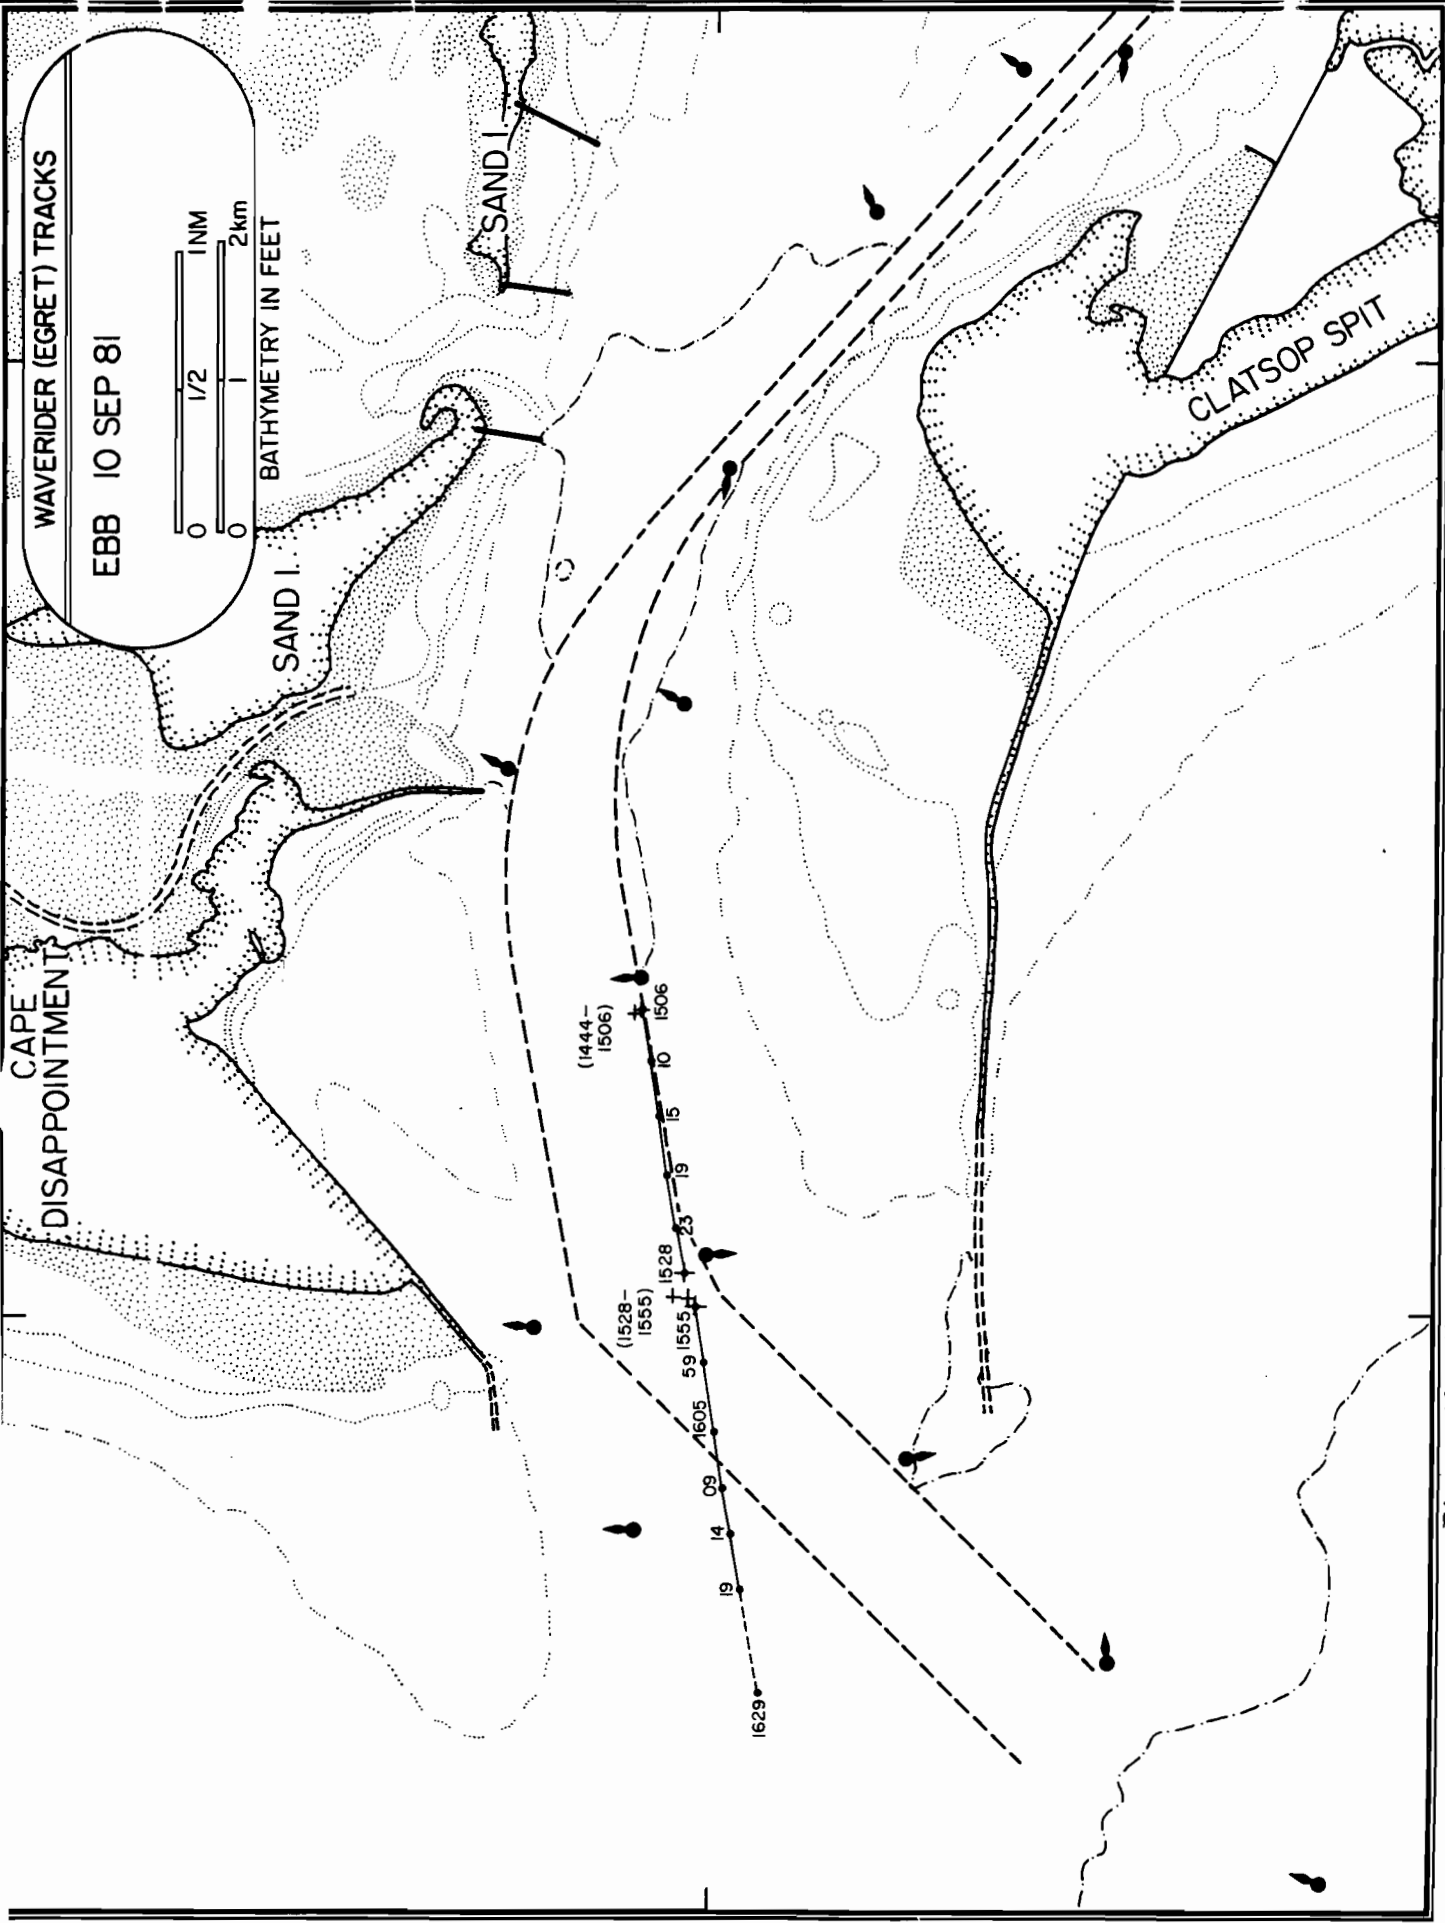 WAVERIDER (EGRET) TRACKS
EBB 10 SEP 81
0 1/2 1NM
0 1 2km
BATHYMETRY IN FEET
CAPE
DISAPPOINTMENT
SAND I.
SAND I.
CLATSOP SPIT
1629
19
14
09
1605
59
1555
(1528-
1555)
1528
23
19
15
10
1506
(1444-
1506)